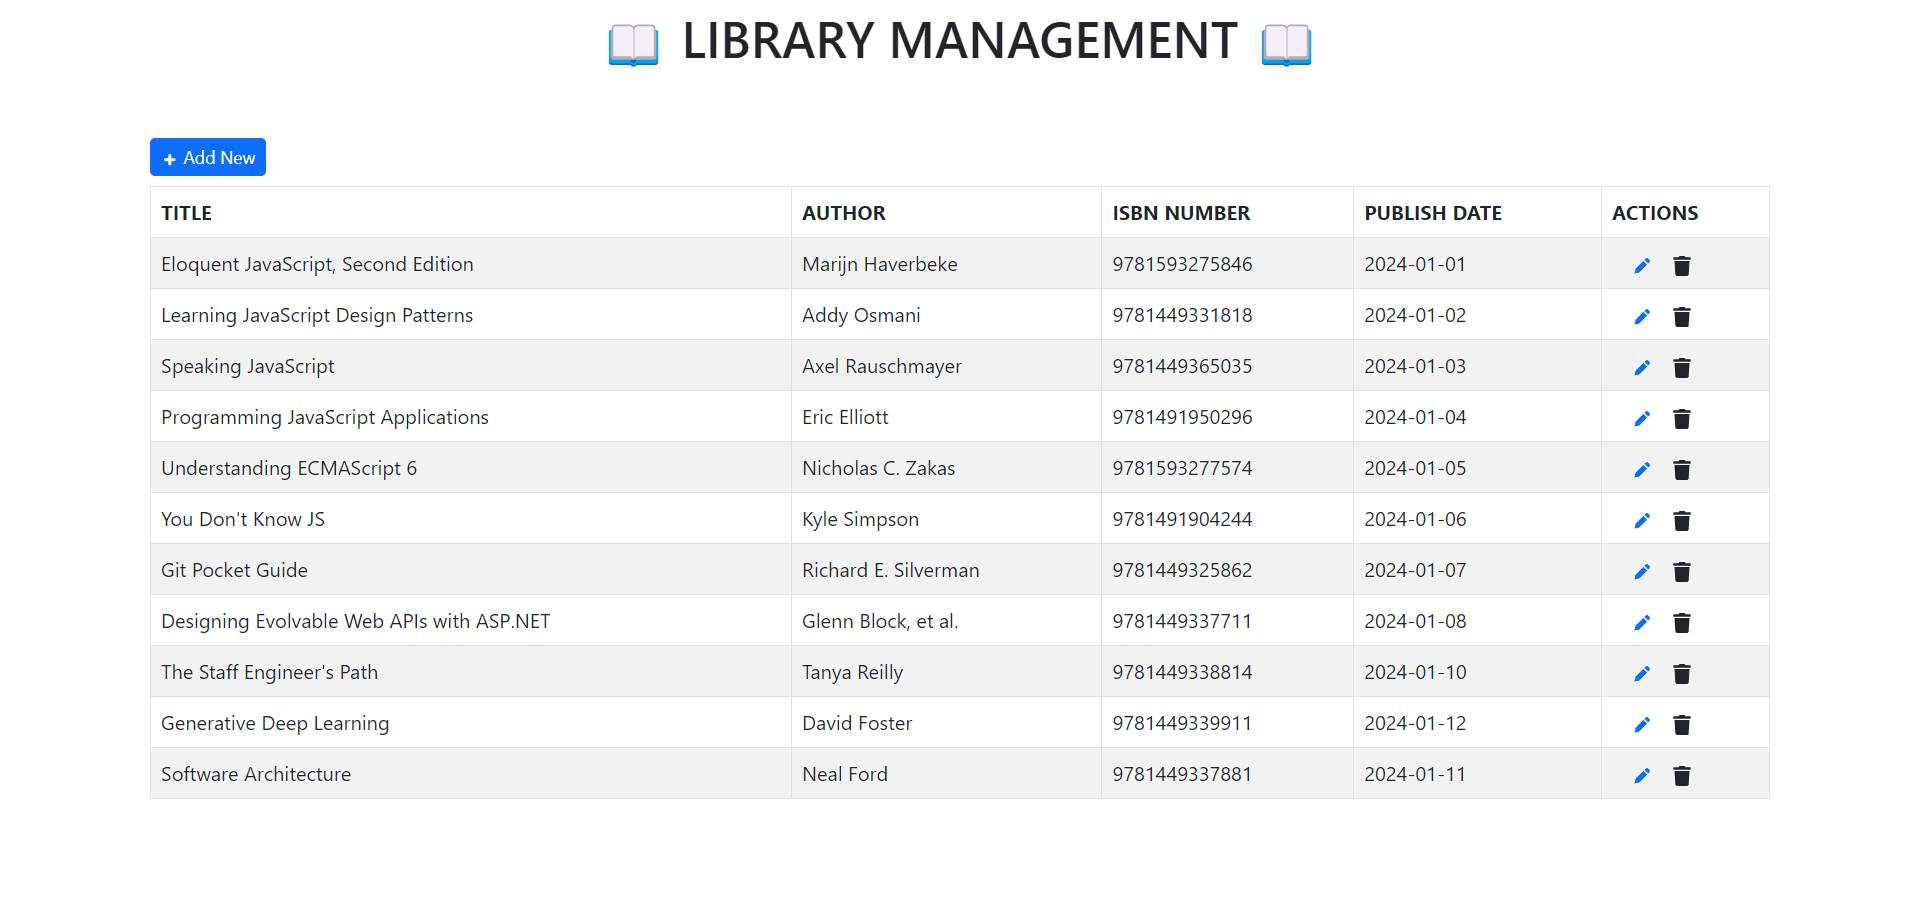 LIBRARY MANAGEMENT
Add New
TITLE AUTHOR ISBN NUMBER PUBLISH DATE ACTIONS
Eloquent JavaScript, Second Edition Marijn Haverbeke 9781593275846 2024-01-01
Learning JavaScript Design Patterns Addy Osmani 9781449331818 2024-01-02
Speaking JavaScript Axel Rauschmayer 9781449365035 2024-01-03
Programming JavaScript Applications Eric Elliott 9781491950296 2024-01-04
Understanding ECMAScript 6 Nicholas C. Zakas 9781593277574 2024-01-05
You Don't Know JS Kyle Simpson 9781491904244 2024-01-06
Git Pocket Guide Richard E. Silverman 9781449325862 2024-01-07
Designing Evolvable Web APIs with ASP.NET Glenn Block, et al. 9781449337711 2024-01-08
The Staff Engineer's Path Tanya Reilly 9781449338814 2024-01-10
Generative Deep Learning David Foster 9781449339911 2024-01-12
Software Architecture Neal Ford 9781449337881 2024-01-11